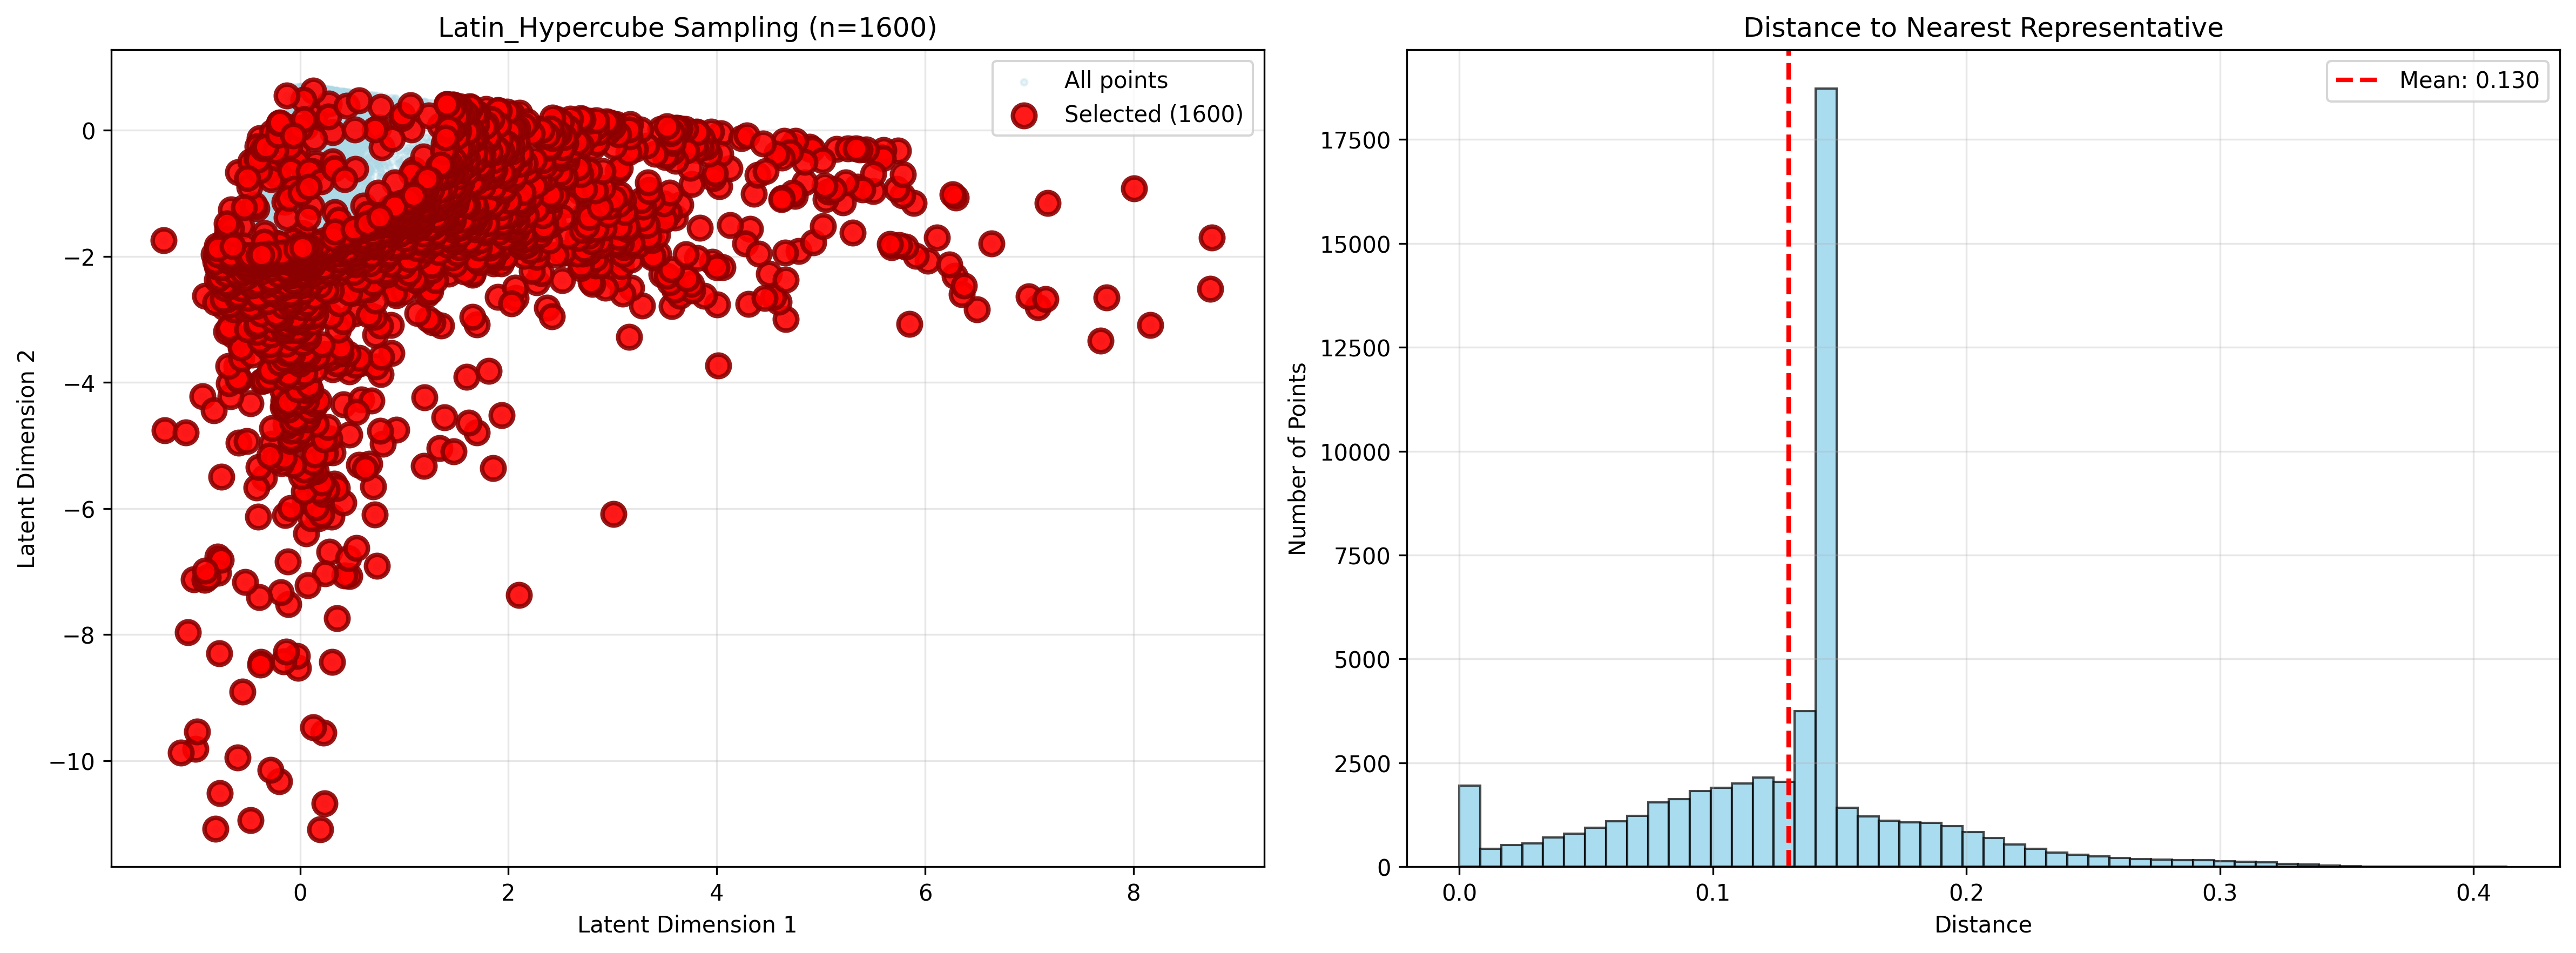 Latin_Hypercube Sampling (n=1600)
All points
Selected (1600)
0
−2
−4
−6
−8
−10
Latent Dimension 2
0
2
4
6
8
Latent Dimension 1
Distance to Nearest Representative
Mean: 0.130
17500
15000
12500
10000
7500
5000
2500
0
Number of Points
0.0
0.1
0.2
0.3
0.4
Distance